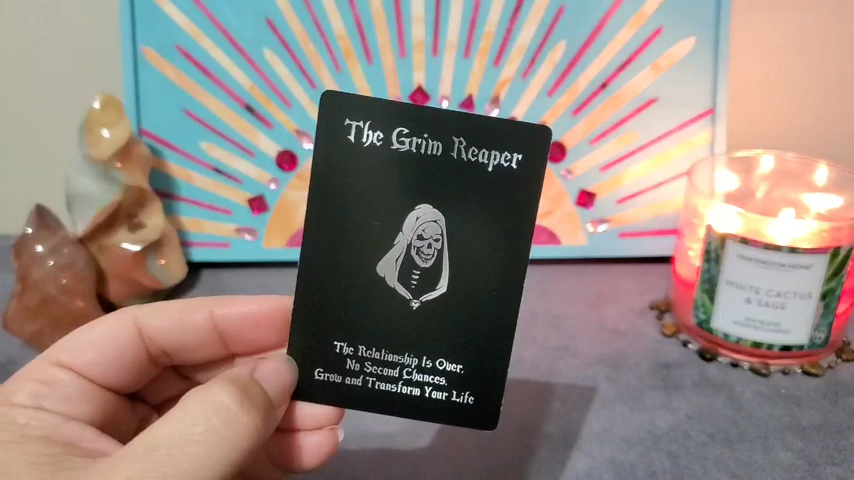 The Grim Reaper
The Relationship Is Over.
No Second Chances.
Grow and Transform Your Life
WHITE CACTUS
& SAGE